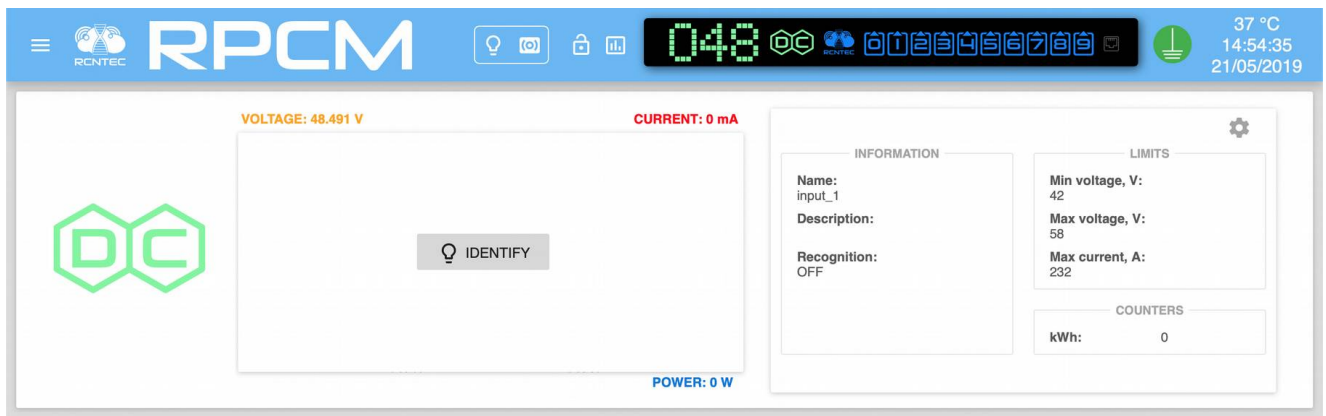 RCNTEC
RPCM
048 DC RCNTEC 0 1 2 3 4 5 6 7 8 9
37 °C
14:54:35
21/05/2019
VOLTAGE: 48.491 V
CURRENT: 0 mA
DC
IDENTIFY
POWER: 0 W
INFORMATION
Name:
input_1
Description:
Recognition:
OFF
LIMITS
Min voltage, V:
42
Max voltage, V:
58
Max current, A:
232
COUNTERS
kWh: 0